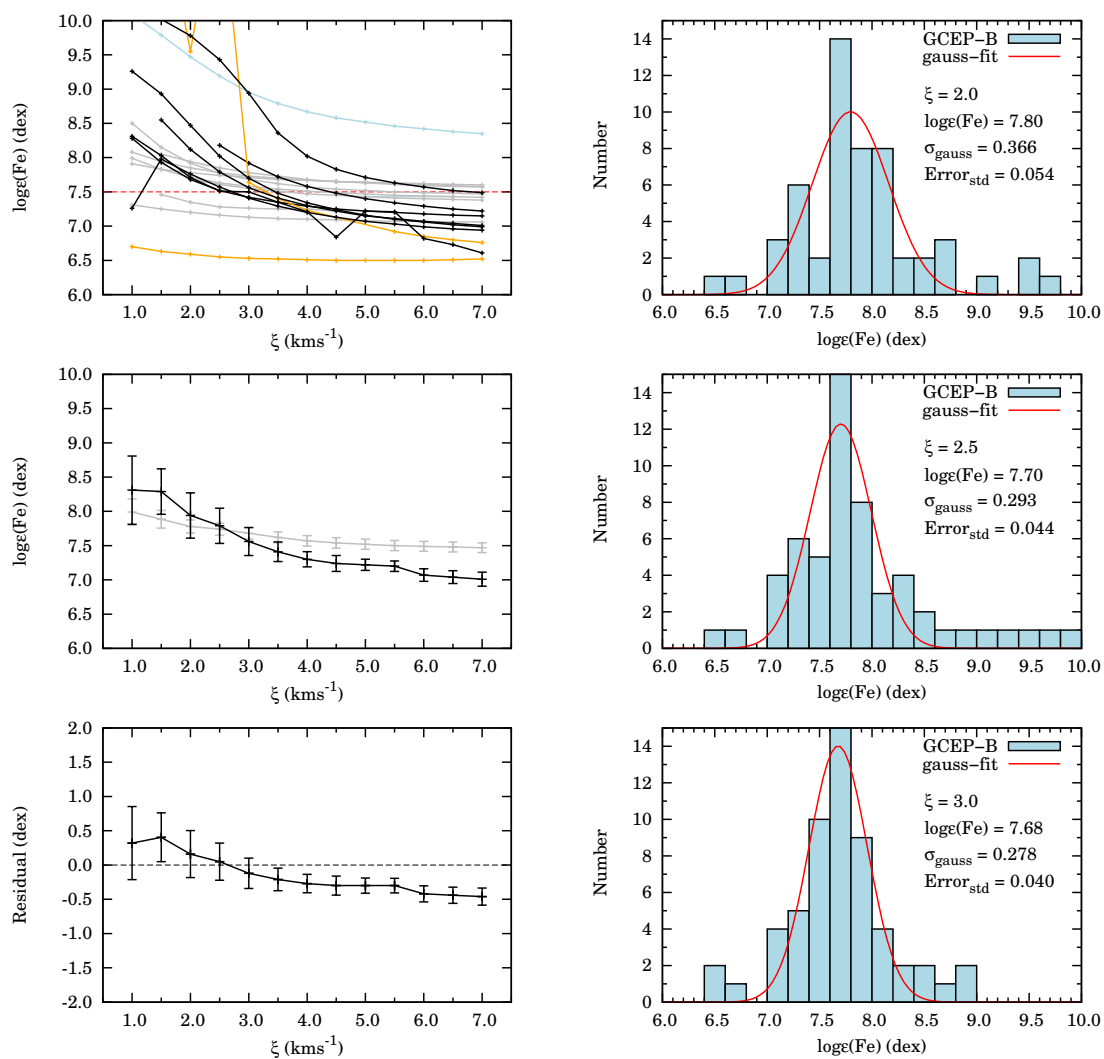 10.0
9.5
9.0
8.5
8.0
7.5
7.0
6.5
6.0
logε(Fe) (dex)
1.0 2.0 3.0 4.0 5.0 6.0 7.0
ξ (kms⁻¹)
14
12
10
8
6
4
2
0
Number
GCEP-B
gauss-fit
ξ = 2.0
logε(Fe) = 7.80
σgauss = 0.366
Errorstd = 0.054
6.0 6.5 7.0 7.5 8.0 8.5 9.0 9.5 10.0
logε(Fe) (dex)
10.0
9.5
9.0
8.5
8.0
7.5
7.0
6.5
6.0
logε(Fe) (dex)
1.0 2.0 3.0 4.0 5.0 6.0 7.0
ξ (kms⁻¹)
14
12
10
8
6
4
2
0
Number
GCEP-B
gauss-fit
ξ = 2.5
logε(Fe) = 7.70
σgauss = 0.293
Errorstd = 0.044
6.0 6.5 7.0 7.5 8.0 8.5 9.0 9.5 10.0
logε(Fe) (dex)
2.0
1.5
1.0
0.5
0.0
-0.5
-1.0
-1.5
-2.0
Residual (dex)
1.0 2.0 3.0 4.0 5.0 6.0 7.0
ξ (kms⁻¹)
14
12
10
8
6
4
2
0
Number
GCEP-B
gauss-fit
ξ = 3.0
logε(Fe) = 7.68
σgauss = 0.278
Errorstd = 0.040
6.0 6.5 7.0 7.5 8.0 8.5 9.0 9.5 10.0
logε(Fe) (dex)